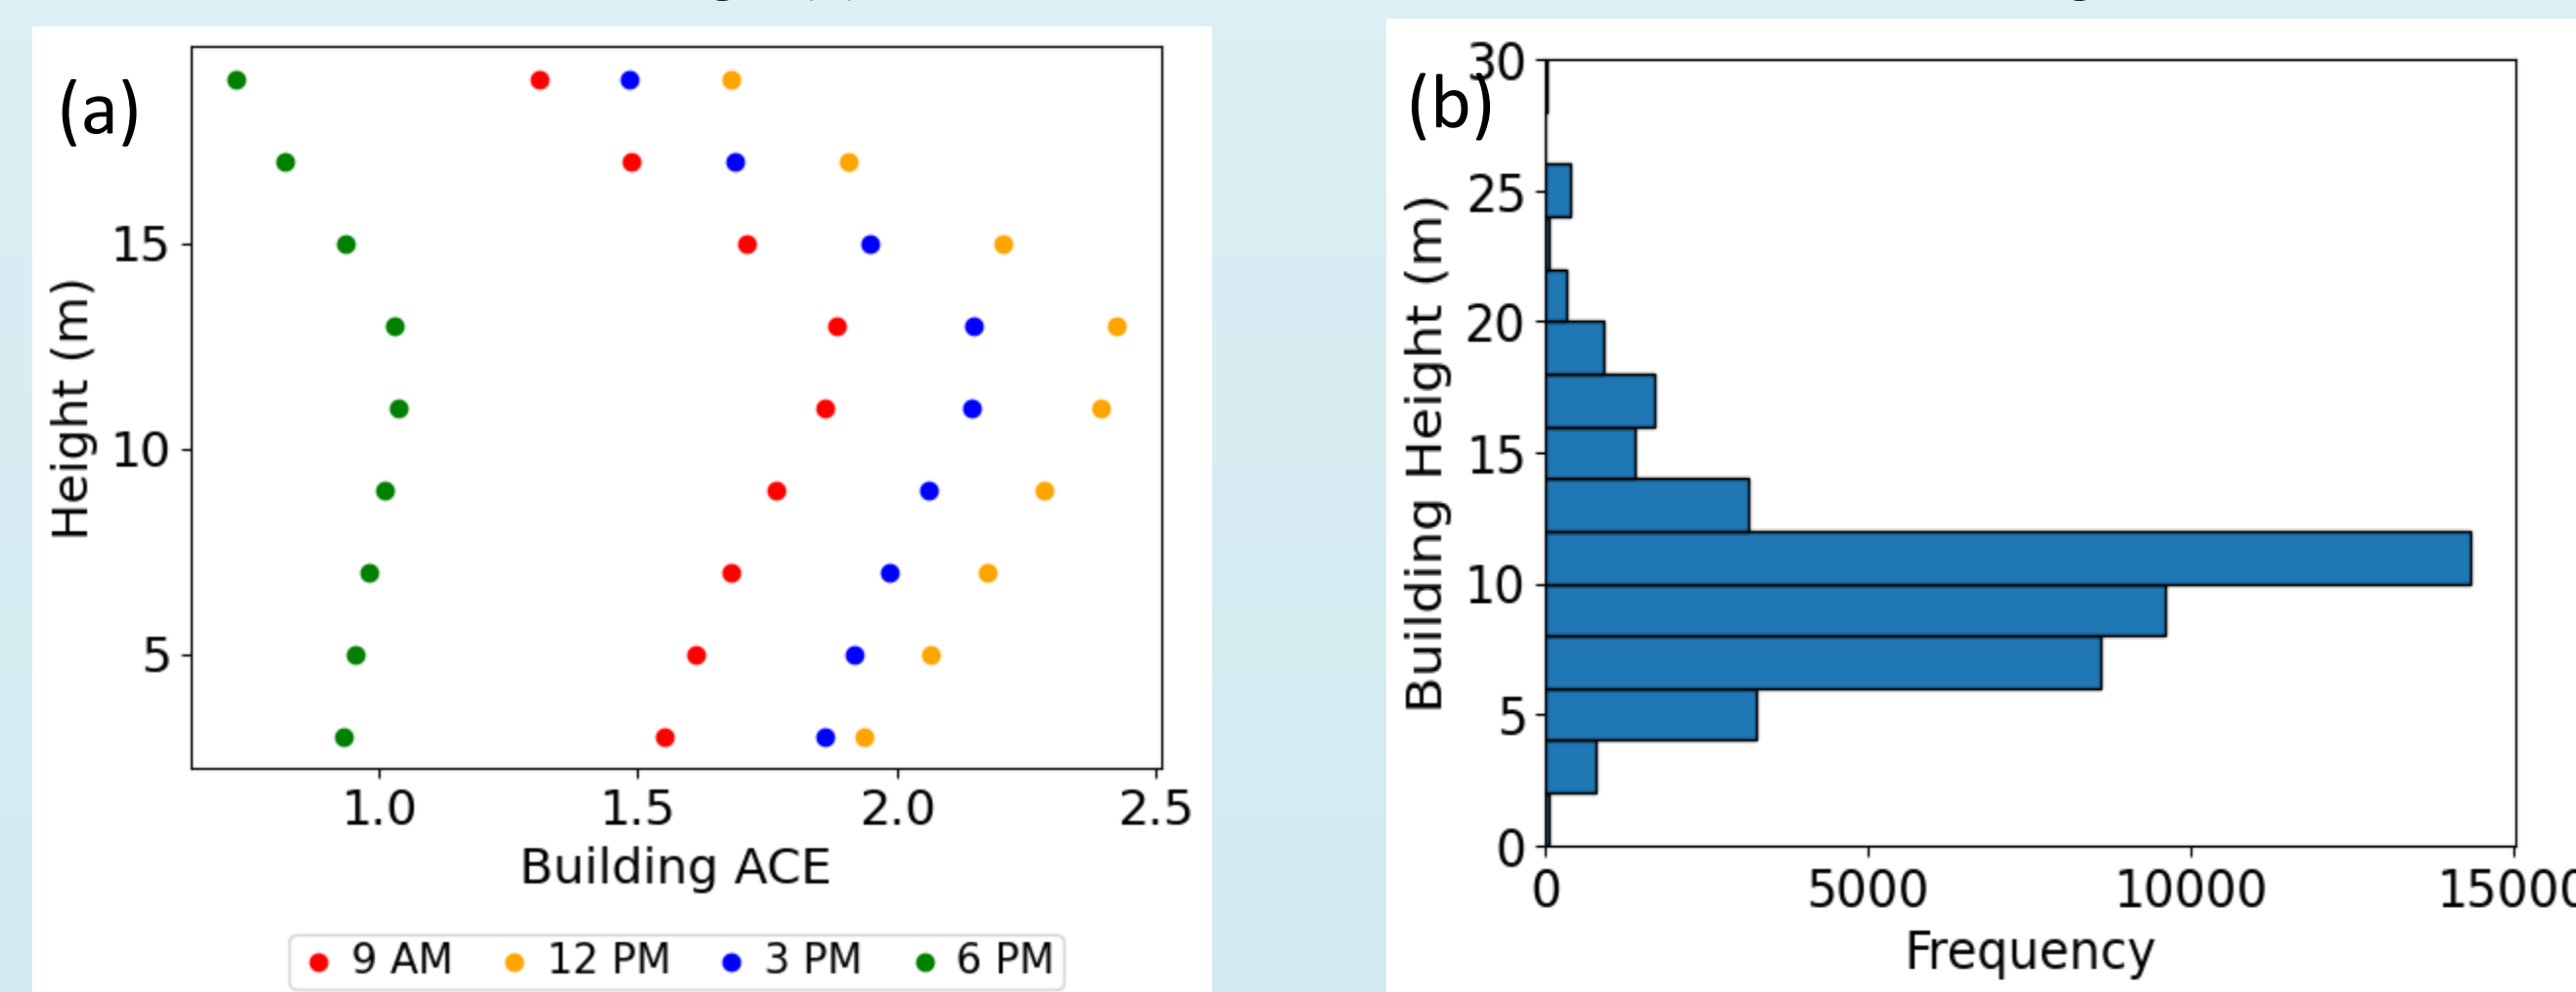 (a)
Height (m)
15
10
5
1.0 1.5 2.0 2.5
Building ACE
9 AM 12 PM 3 PM 6 PM
(b)
Building Height (m)
30
25
20
15
10
5
0
0 5000 10000 15000
Frequency